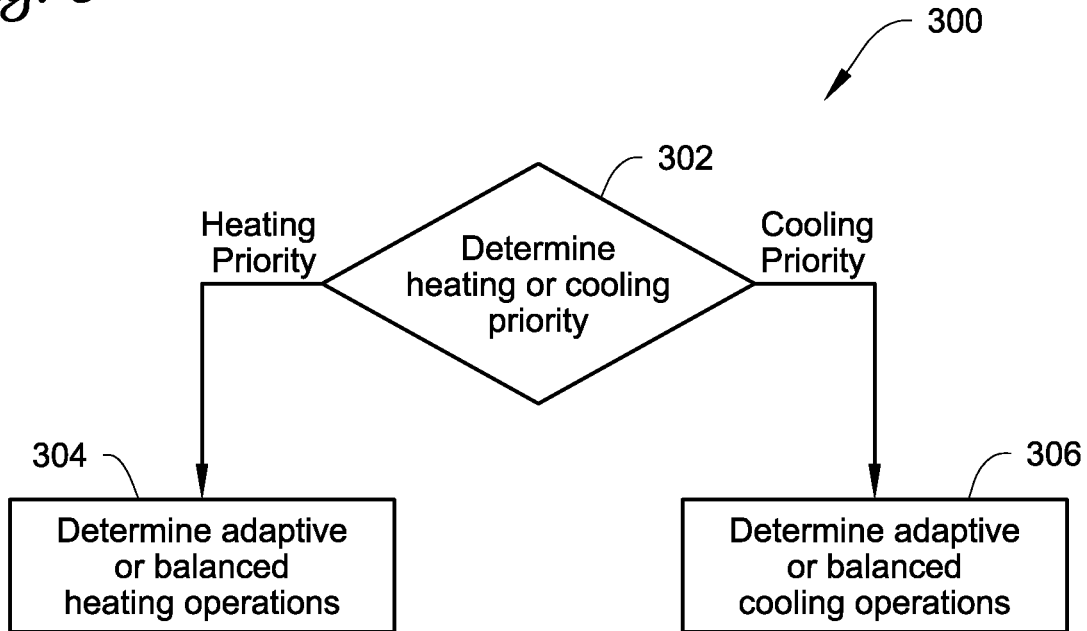 300
302
Heating
Priority
Cooling
Priority
Determine
heating or cooling
priority
304
306
Determine adaptive
or balanced
heating operations
Determine adaptive
or balanced
cooling operations